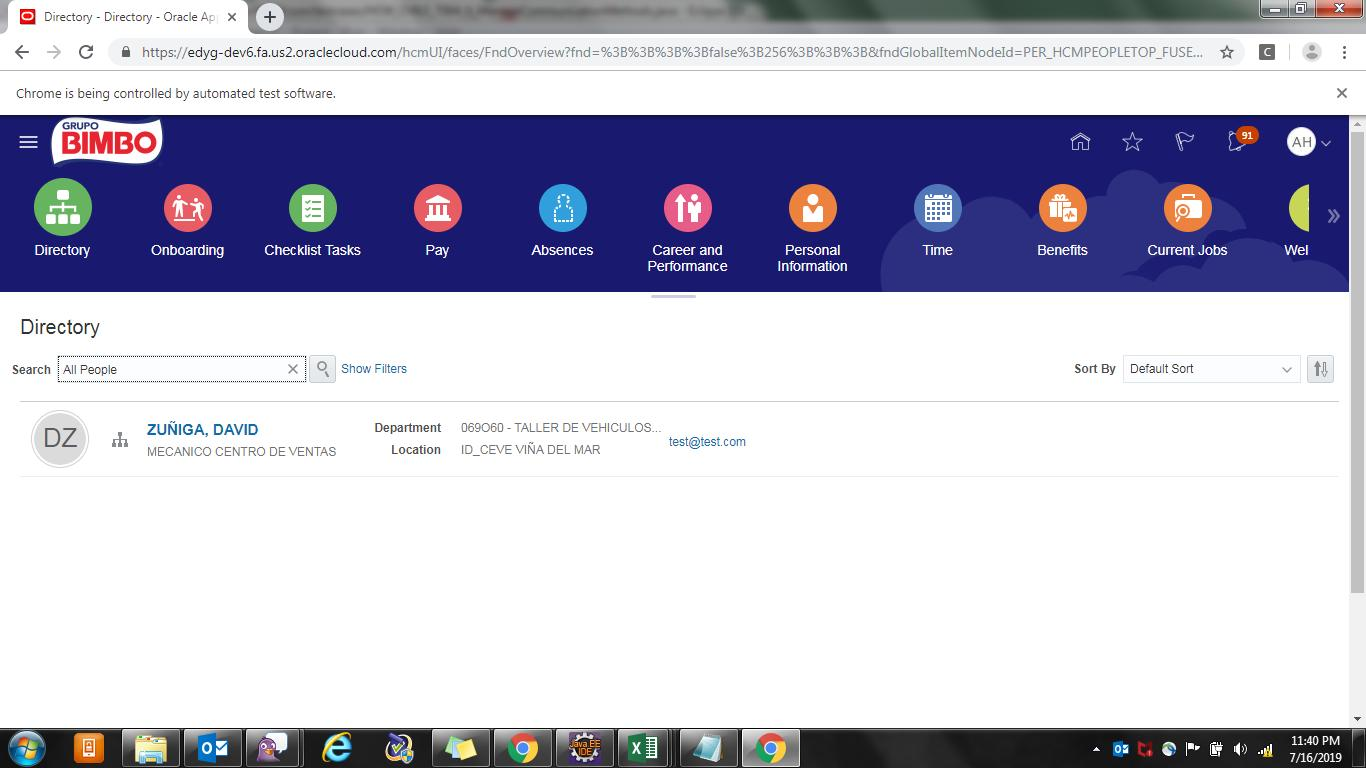 Directory - Directory - Oracle Ap
https://edyg-dev6.fa.us2.oraclecloud.com/hcmUI/faces/FndOverview?fnd=%3B%3B%3B%3Bfalse%3B256%3B%3B%3B&fndGlobalItemNodeId=PER_HCMPEOPLETOP_FUSE...
C
Chrome is being controlled by automated test software.
GRUPO
BIMBO
91
AH
Directory
Onboarding
Checklist Tasks
Pay
Absences
Career and
Performance
Personal
Information
Time
Benefits
Current Jobs
Wel
Directory
Search
All People
Show Filters
Sort By
Default Sort
DZ
ZUÑIGA, DAVID
MECANICO CENTRO DE VENTAS
Department
069O60 - TALLER DE VEHICULOS...
Location
ID_CEVE VIÑA DEL MAR
test@test.com
Java EE
IDE
11:40 PM
7/16/2019